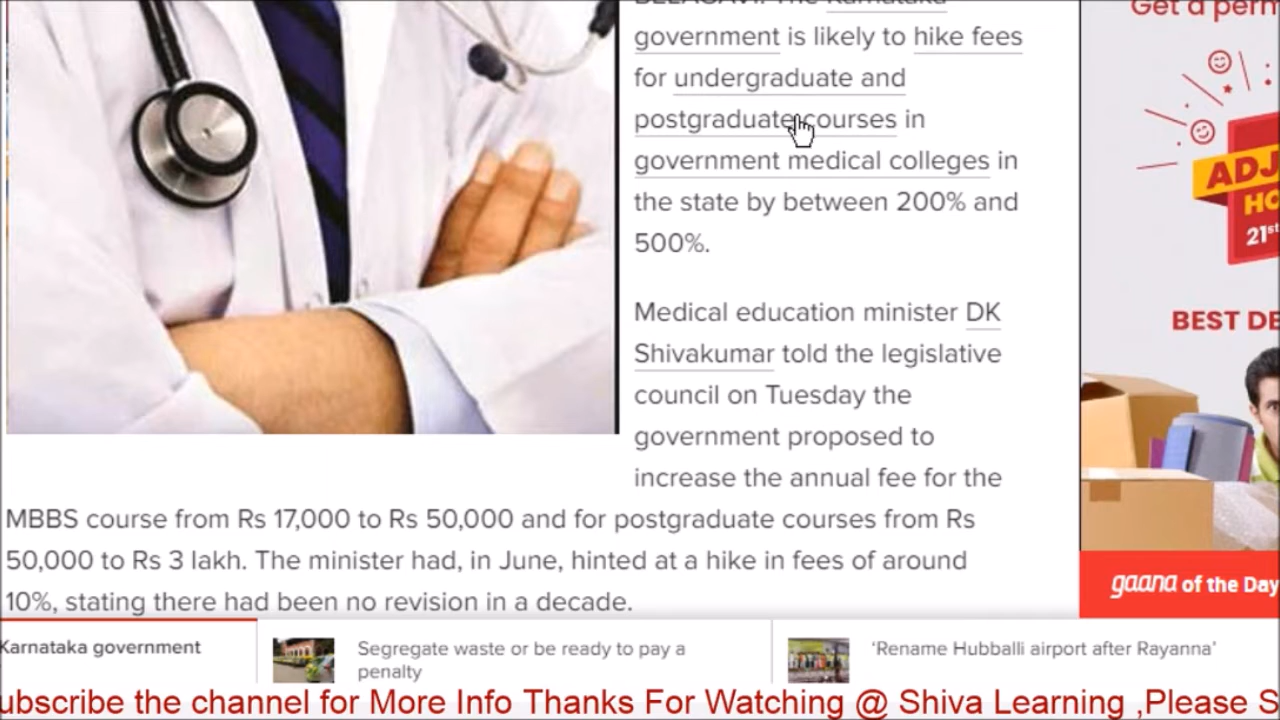 government is likely to hike fees
for undergraduate and
postgraduate courses in
government medical colleges in
the state by between 200% and
500%.
Medical education minister DK
Shivakumar told the legislative
council on Tuesday the
government proposed to
increase the annual fee for the
MBBS course from Rs 17,000 to Rs 50,000 and for postgraduate courses from Rs
50,000 to Rs 3 lakh. The minister had, in June, hinted at a hike in fees of around
10%, stating there had been no revision in a decade.
Get a perm
ADJ
HO
21st
BEST DE
gaana of the Day
Karnataka government
Segregate waste or be ready to pay a
penalty
‘Rename Hubballi airport after Rayanna’
ubscribe the channel for More Info Thanks For Watching @ Shiva Learning ,Please S